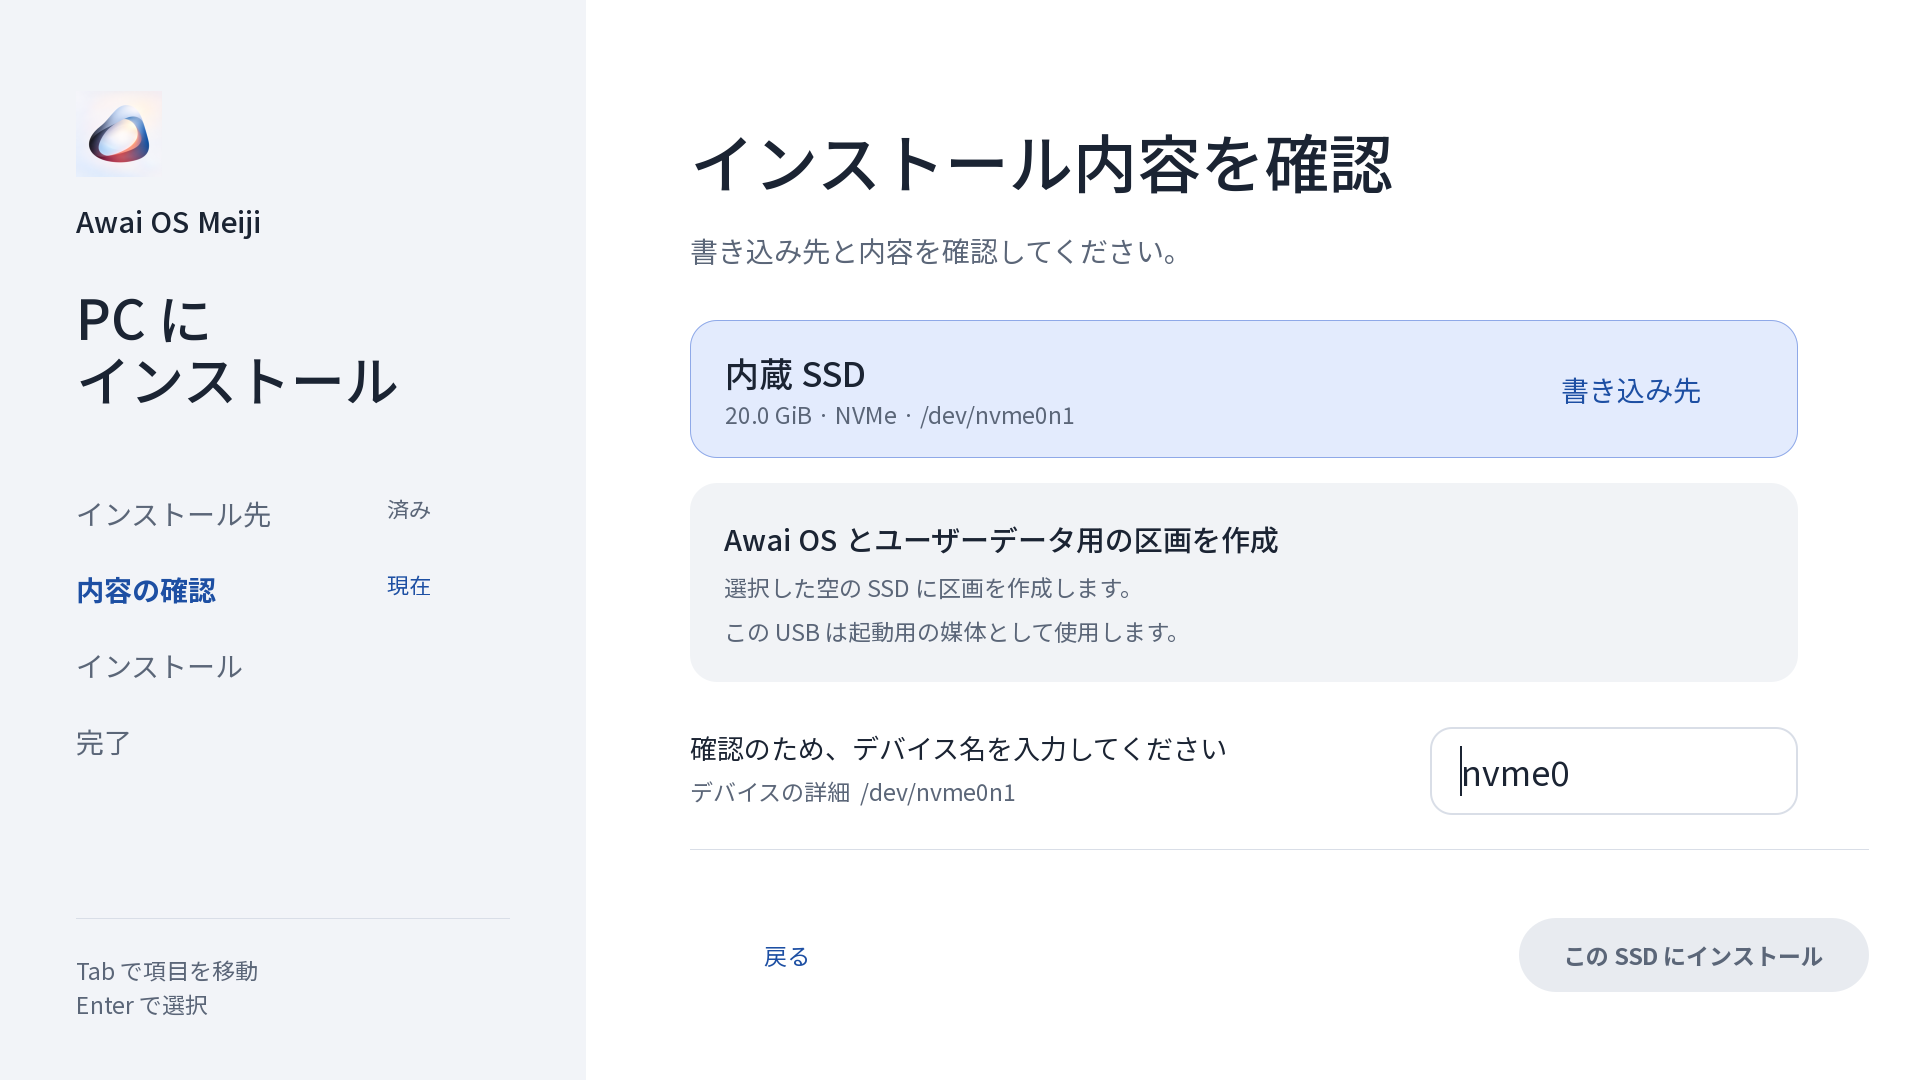 Awai OS Meiji
PC に
インストール
インストール先 済み
内容の確認 現在
インストール
完了
Tab で項目を移動
Enter で選択
インストール内容を確認
書き込み先と内容を確認してください。
内蔵 SSD
20.0 GiB · NVMe · /dev/nvme0n1
書き込み先
Awai OS とユーザーデータ用の区画を作成
選択した空の SSD に区画を作成します。
この USB は起動用の媒体として使用します。
確認のため、デバイス名を入力してください
デバイスの詳細 /dev/nvme0n1
nvme0
戻る
この SSD にインストール